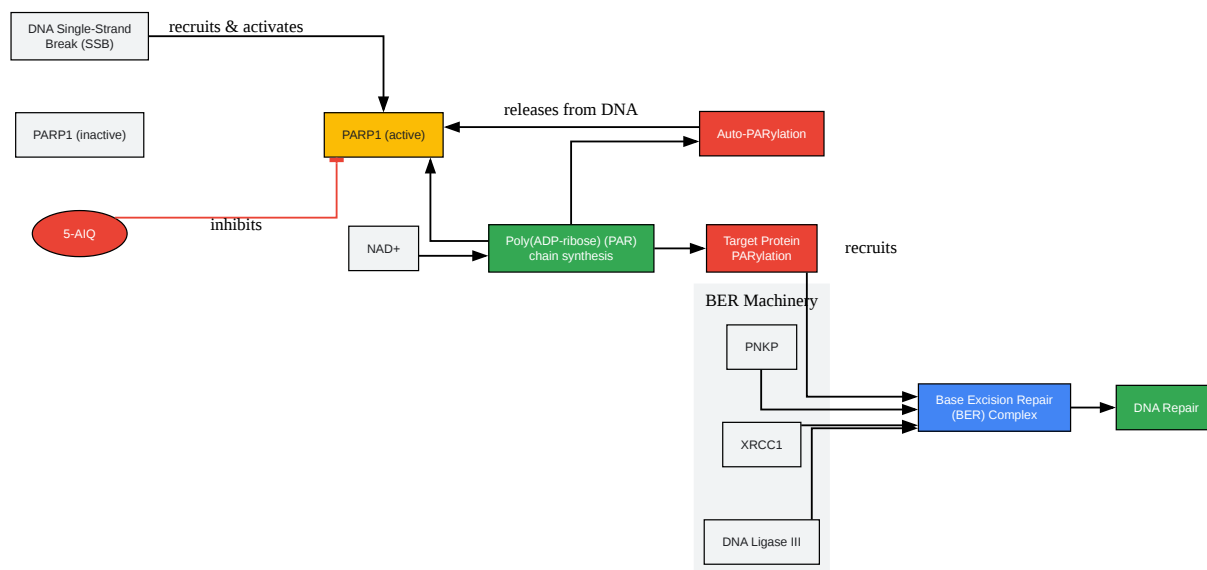 DNA Single-Strand
Break (SSB)
recruits & activates
PARP1 (inactive)
PARP1 (active)
releases from DNA
Auto-PARylation
5-AIQ
inhibits
NAD+
Poly(ADP-ribose) (PAR)
chain synthesis
Target Protein
PARylation
recruits
BER Machinery
PNKP
XRCC1
DNA Ligase III
Base Excision Repair
(BER) Complex
DNA Repair